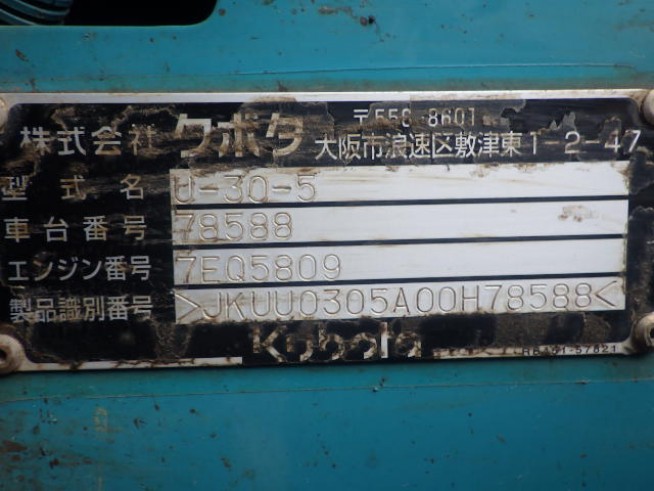 株式会社 クボタ 〒556-8601
大阪市浪速区敷津東1-2-47
型式名 U-30-5
車台番号 78588
エンジン番号 7EQ5809
製品識別番号 >JKUU0305A00H78588<
Kubota